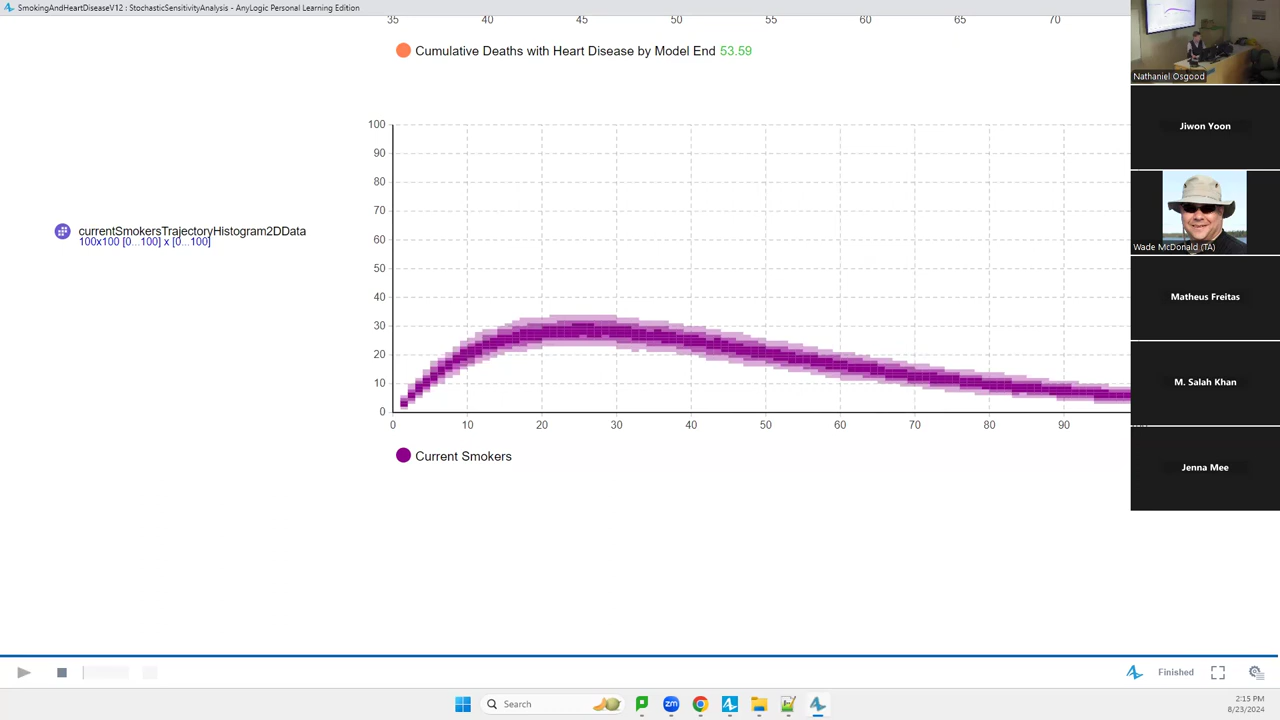 SmokingAndHeartDiseaseV12 : StochasticSensitivityAnalysis - AnyLogic Personal Learning Edition
35 40 45 50 55 60 65 70
Cumulative Deaths with Heart Disease by Model End 53.59
Nathaniel Osgood
Jiwon Yoon
100
90
80
70
60
50
40
30
20
10
0
currentSmokersTrajectoryHistogram2DData
100x100 [0...100] x [0...100]
Wade McDonald (TA)
Matheus Freitas
M. Salah Khan
0 10 20 30 40 50 60 70 80 90
Current Smokers
Jenna Mee
Finished
Search
zm
2:15 PM
8/23/2024